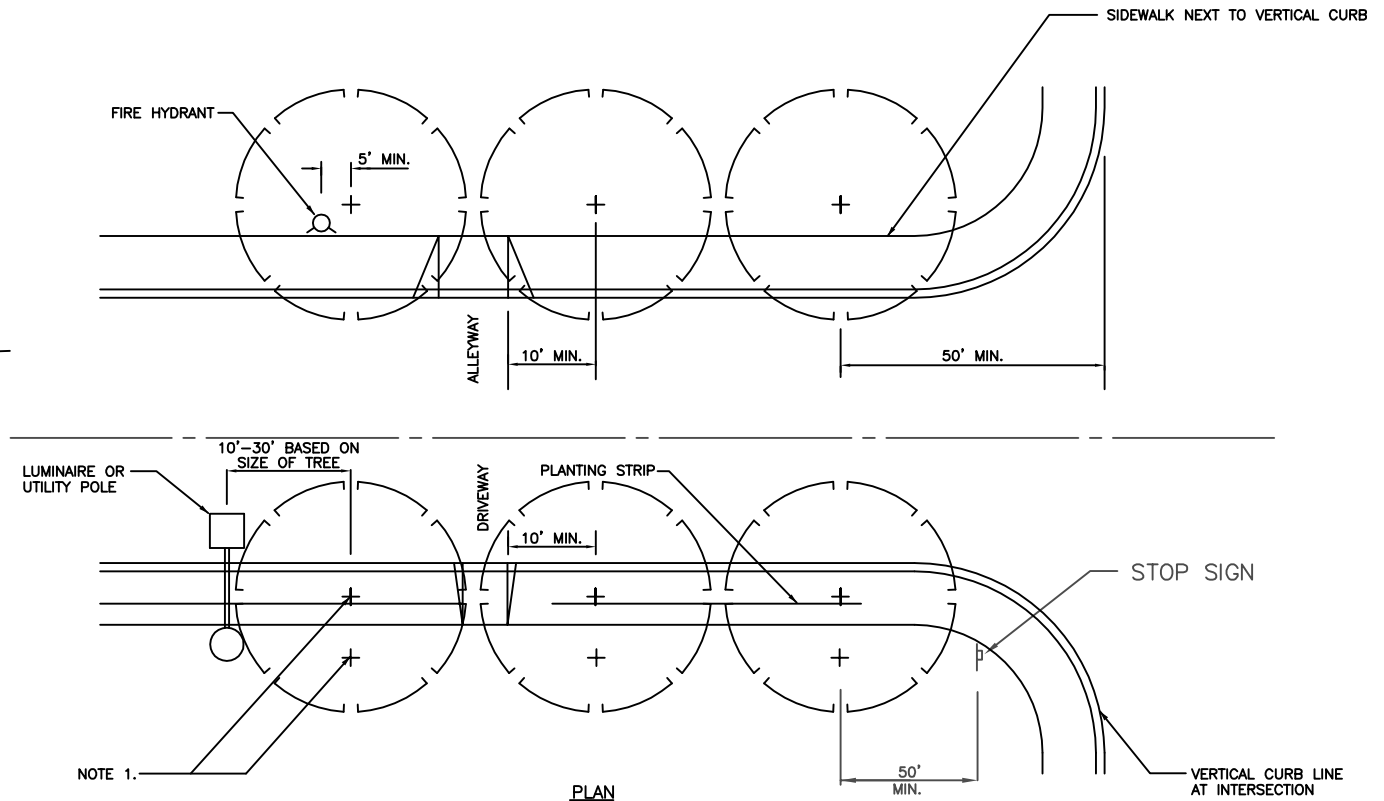 SIDEWALK NEXT TO VERTICAL CURB
FIRE HYDRANT
5' MIN.
ALLEYWAY
10' MIN.
50' MIN.
10'-30' BASED ON
SIZE OF TREE
LUMINAIRE OR
UTILITY POLE
DRIVEWAY
PLANTING STRIP
10' MIN.
STOP SIGN
NOTE 1.
50'
MIN.
VERTICAL CURB LINE
AT INTERSECTION
PLAN